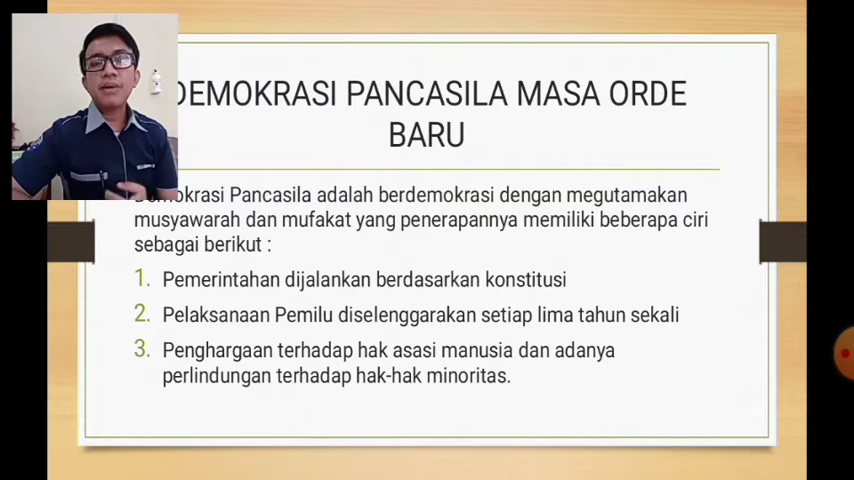 DEMOKRASI PANCASILA MASA ORDE
BARU
Demokrasi Pancasila adalah berdemokrasi dengan megutamakan
musyawarah dan mufakat yang penerapannya memiliki beberapa ciri
sebagai berikut :
1. Pemerintahan dijalankan berdasarkan konstitusi
2. Pelaksanaan Pemilu diselenggarakan setiap lima tahun sekali
3. Penghargaan terhadap hak asasi manusia dan adanya
perlindungan terhadap hak-hak minoritas.